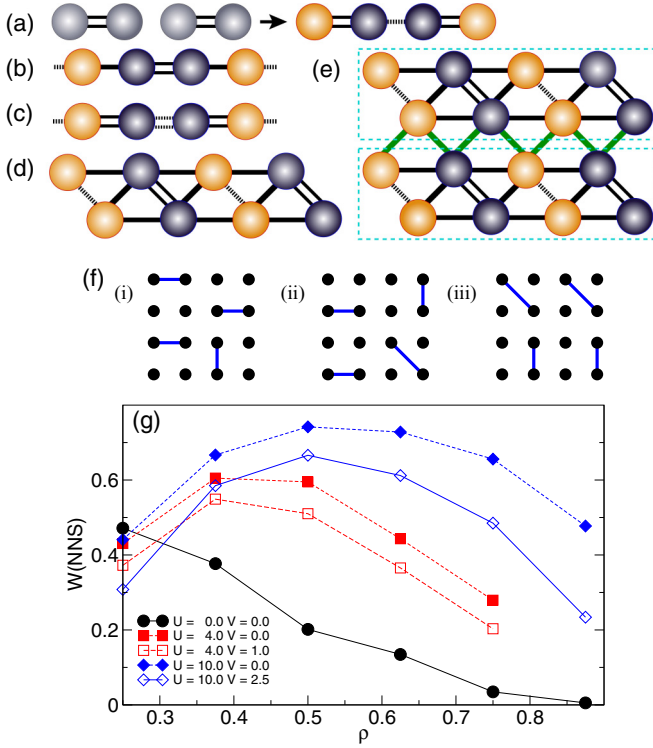 (a)
(b)
(c)
(d)
(e)
(f)
(i)
(ii)
(iii)
(g)
W(NNS)
0.6
0.4
0.2
0
U = 0.0 V = 0.0
U = 4.0 V = 0.0
U = 4.0 V = 1.0
U = 10.0 V = 0.0
U = 10.0 V = 2.5
0.3 0.4 0.5 0.6 0.7 0.8
ρ